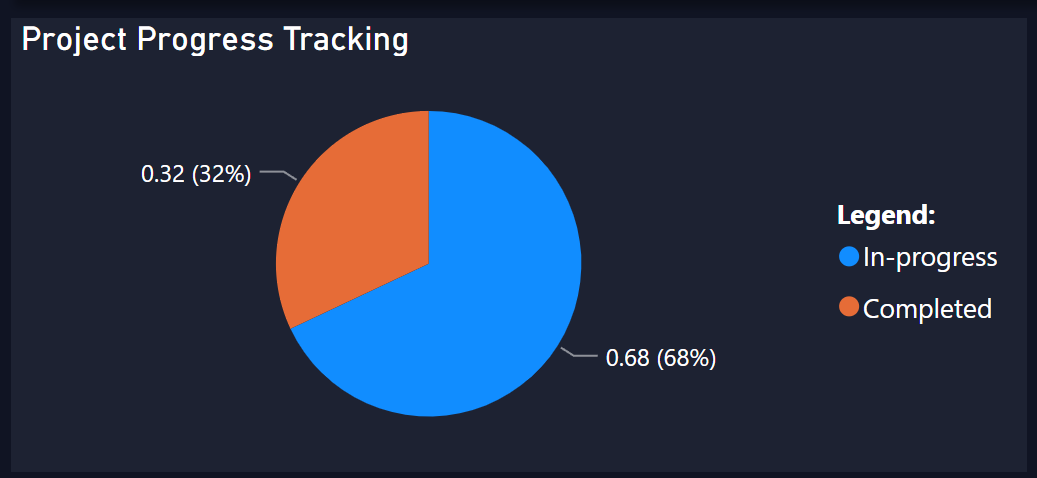 Project Progress Tracking
0.32 (32%)
Legend:
In-progress
Completed
0.68 (68%)